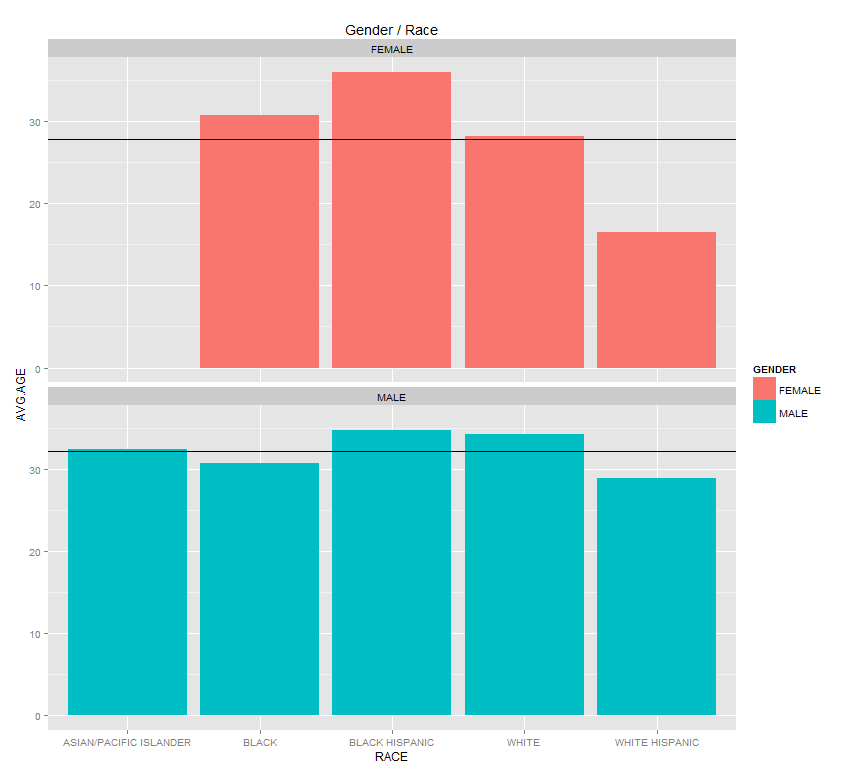 Gender / Race
FEMALE
30
20
10
0
AVG.AGE
MALE
30
20
10
0
ASIAN/PACIFIC ISLANDER BLACK BLACK HISPANIC WHITE WHITE HISPANIC
RACE
GENDER
FEMALE
MALE